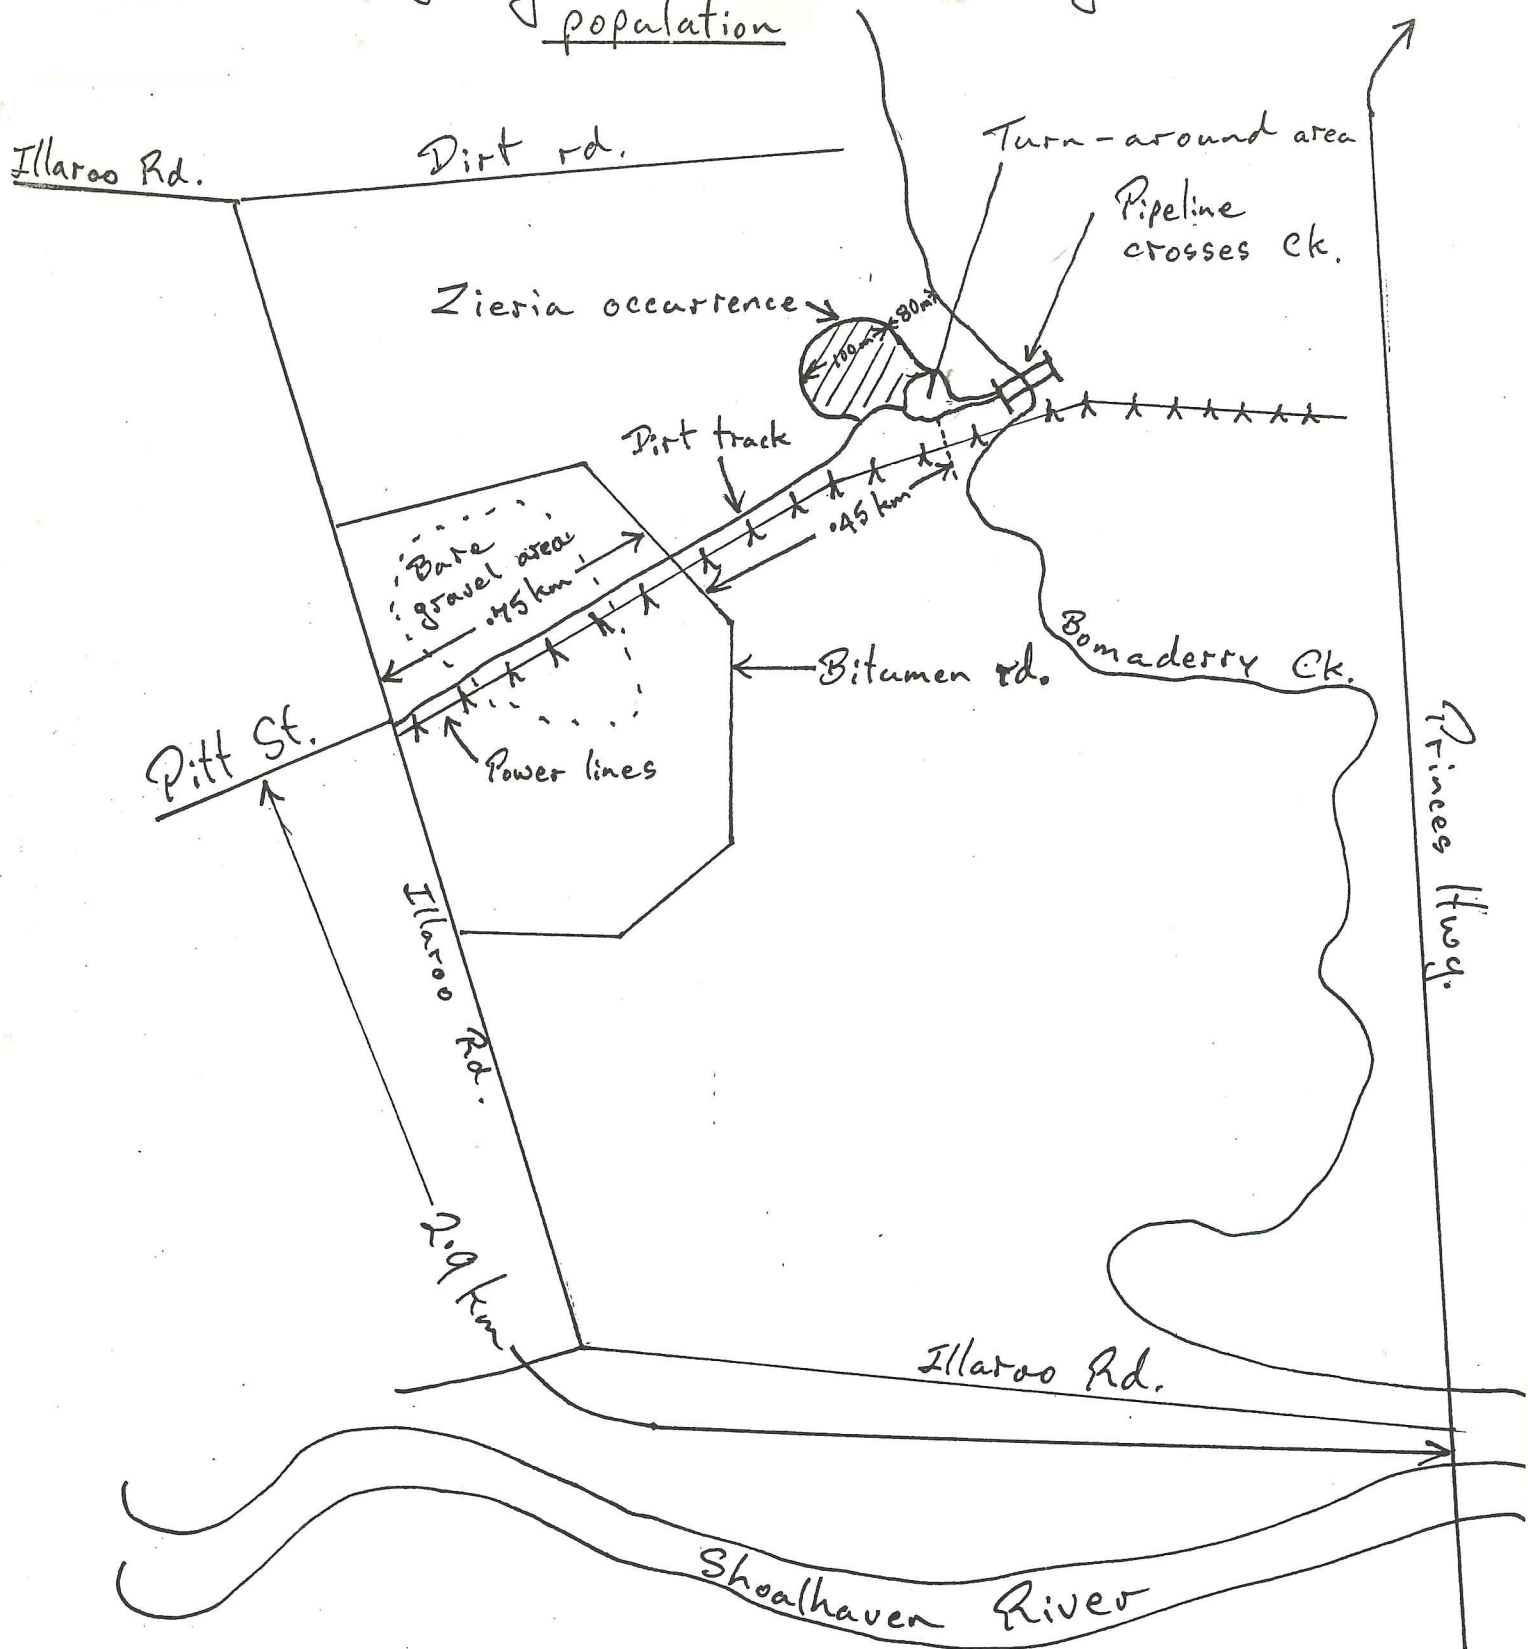 population
Illaroo Rd.
Dirt rd.
Turn-around area
Pipeline
crosses Ck.
Zieria occurrence
80m
100m
Dirt track
.45 km
Bare
gravel area
.75 km
Bomaderry Ck.
Bitumen rd.
Pitt St.
Power lines
Princes Hwy.
Illaroo Rd.
2.9 km
Illaroo Rd.
Shoalhaven River